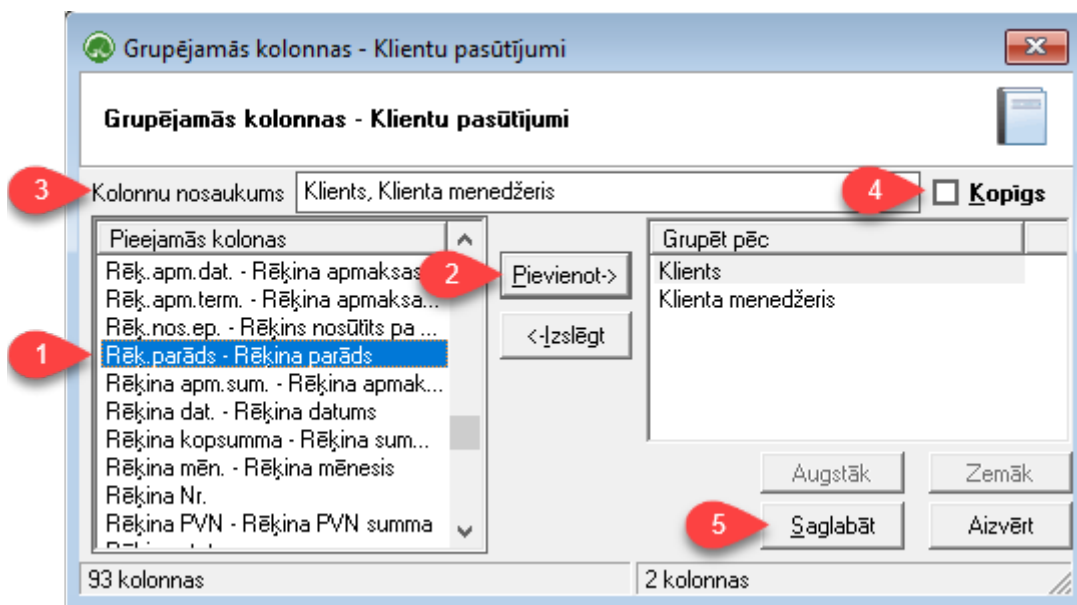 Grupējamās kolonnas - Klientu pasūtījumi
Grupējamās kolonnas - Klientu pasūtījumi
3 Kolonnu nosaukums Klients, Klienta menedžeris 4 Kopīgs
Pieejamās kolonas
Rēķ.apm.dat. - Rēķina apmaksas
Rēķ.apm.term. - Rēķina apmaksa...
Rēķ.nos.ep. - Rēķins nosūtīts pa ...
1 Rēķ.parāds - Rēķina parāds
Rēķina apm.sum. - Rēķina apmak...
Rēķina dat. - Rēķina datums
Rēķina kopsumma - Rēķina sum...
Rēķina mēn. - Rēķina mēnesis
Rēķina Nr.
Rēķina PVN - Rēķina PVN summa
2 Pievienot->
<-Izslēgt
Grupēt pēc
Klients
Klienta menedžeris
Augstāk Zemāk
5 Saglabāt Aizvērt
93 kolonnas 2 kolonnas